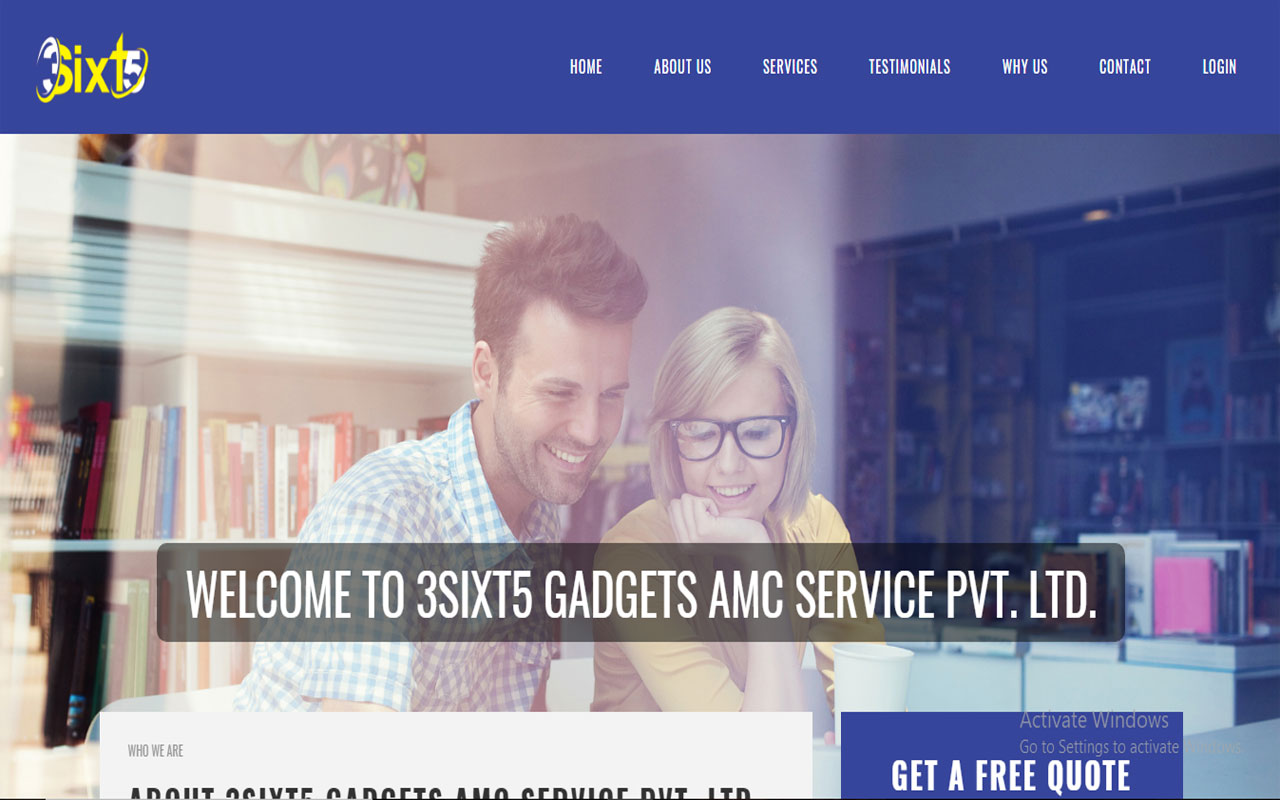 3Sixt5
HOME ABOUT US SERVICES TESTIMONIALS WHY US CONTACT LOGIN
WELCOME TO 3SIXT5 GADGETS AMC SERVICE PVT. LTD.
WHO WE ARE
ABOUT 3SIXT5 GADGETS AMC SERVICE PVT. LTD
GET A FREE QUOTE
Activate Windows
Go to Settings to activate Windows.